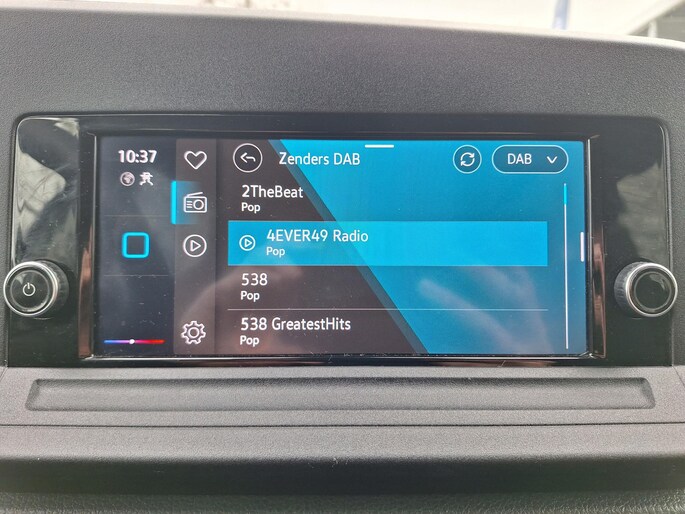 10:37
Zenders DAB
DAB
2TheBeat
Pop
4EVER49 Radio
Pop
538
Pop
538 GreatestHits
Pop